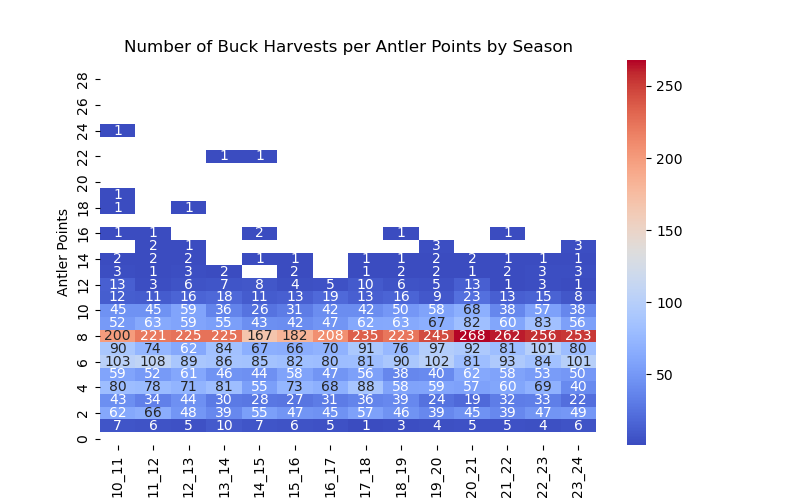 Number of Buck Harvests per Antler Points by Season
Antler Points
28
26
24 1
22 1 1
20
1
18 1 1
16 1 1 2 1 1
2 1 3 3
14 2 2 2 1 1 1 1 2 2 1 1 1
3 1 3 2 2 1 2 2 1 2 3 3
12 13 3 6 7 8 4 5 10 6 5 13 1 3 1
12 11 16 18 11 13 19 13 16 9 23 13 15 8
10 45 45 59 36 26 31 42 42 50 58 68 38 57 38
52 63 59 55 43 42 47 62 63 67 82 60 83 56
8 200 221 225 225 167 182 208 235 223 245 268 262 256 253
90 74 62 84 67 66 70 91 76 97 92 81 101 80
6 103 108 89 86 85 82 80 81 90 102 81 93 84 101
59 52 61 46 44 58 47 56 38 40 62 58 53 50
4 80 78 71 81 55 73 68 88 58 59 57 60 69 40
43 34 44 30 28 27 31 36 39 24 19 32 33 22
2 62 66 48 39 55 47 45 57 46 39 45 39 47 49
7 6 5 10 7 6 5 1 3 4 5 5 4 6
0
10_11 11_12 12_13 13_14 14_15 15_16 16_17 17_18 18_19 19_20 20_21 21_22 22_23 23_24
250
200
150
100
50